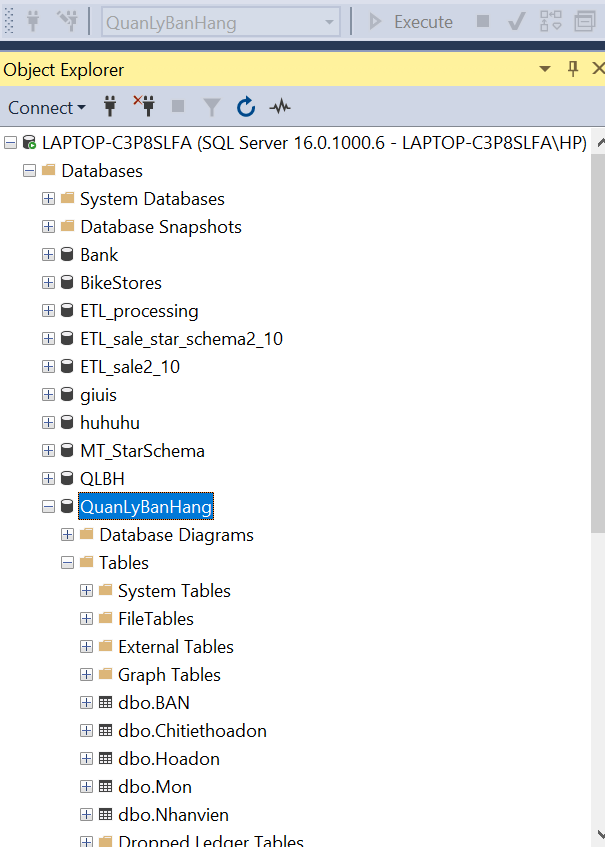 QuanLyBanHang Execute
Object Explorer
Connect
LAPTOP-C3P8SLFA (SQL Server 16.0.1000.6 - LAPTOP-C3P8SLFA\HP)
Databases
System Databases
Database Snapshots
Bank
BikeStores
ETL_processing
ETL_sale_star_schema2_10
ETL_sale2_10
giuis
huhuhu
MT_StarSchema
QLBH
QuanLyBanHang
Database Diagrams
Tables
System Tables
FileTables
External Tables
Graph Tables
dbo.BAN
dbo.Chitiethoadon
dbo.Hoadon
dbo.Mon
dbo.Nhanvien
Dropped Ledger Tables